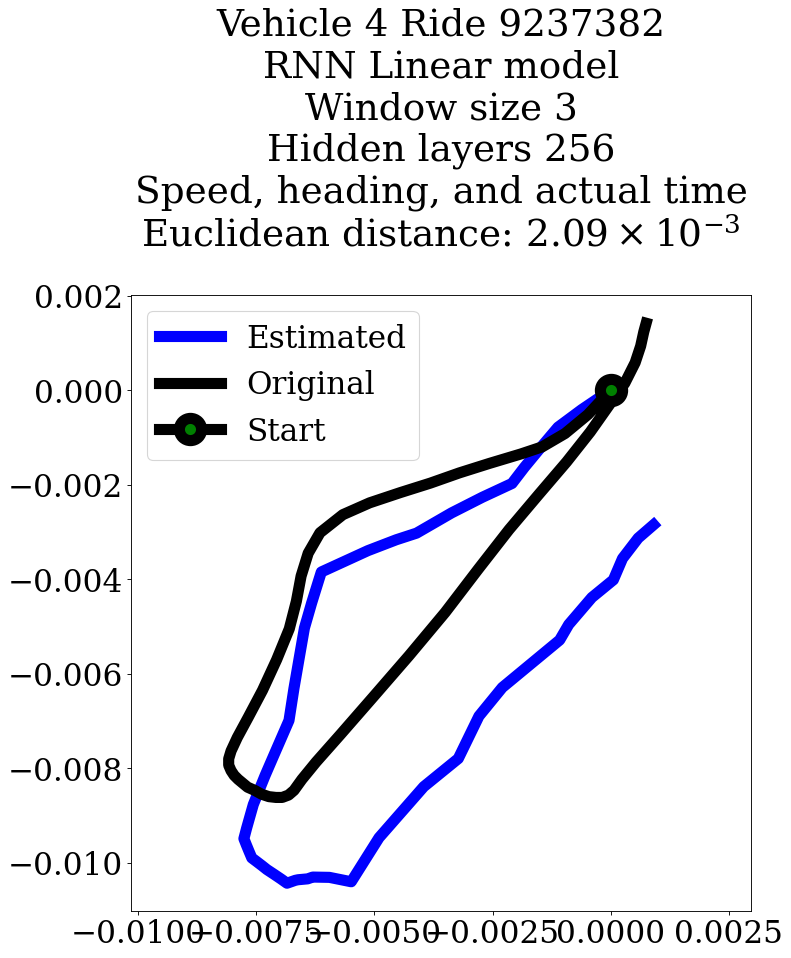 Vehicle 4 Ride 9237382
RNN Linear model
Window size 3
Hidden layers 256
Speed, heading, and actual time
Euclidean distance: 2.09 × 10⁻³
Estimated
Original
Start
0.002
0.000
−0.002
−0.004
−0.006
−0.008
−0.010
−0.0100 −0.0075 −0.0050 −0.0025 0.0000 0.0025